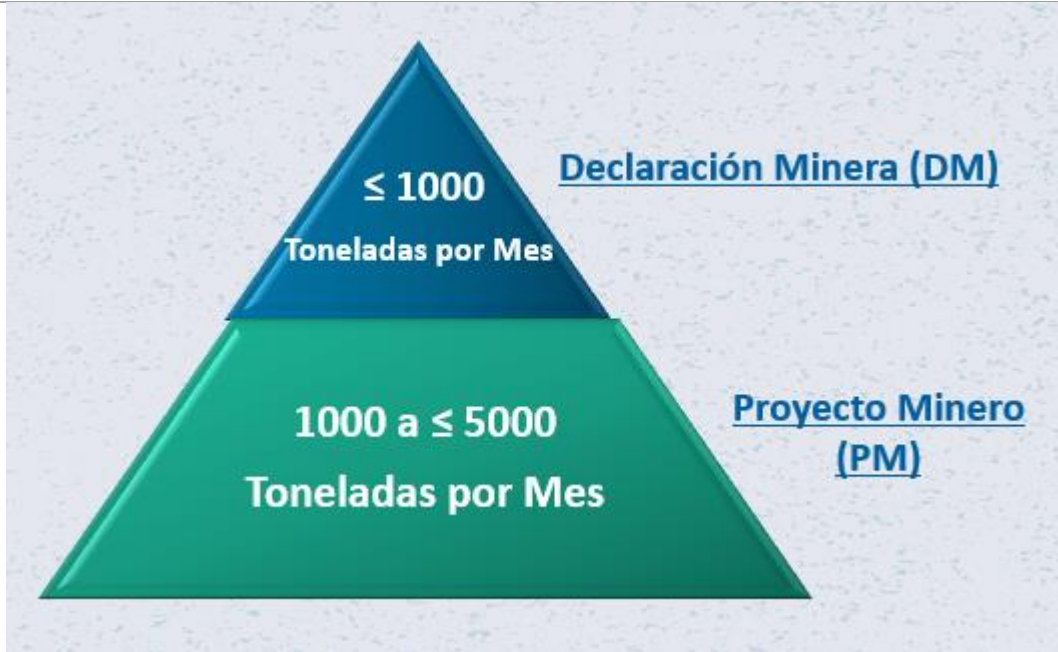 ≤ 1000
Toneladas por Mes
Declaración Minera (DM)
1000 a ≤ 5000
Toneladas por Mes
Proyecto Minero
(PM)